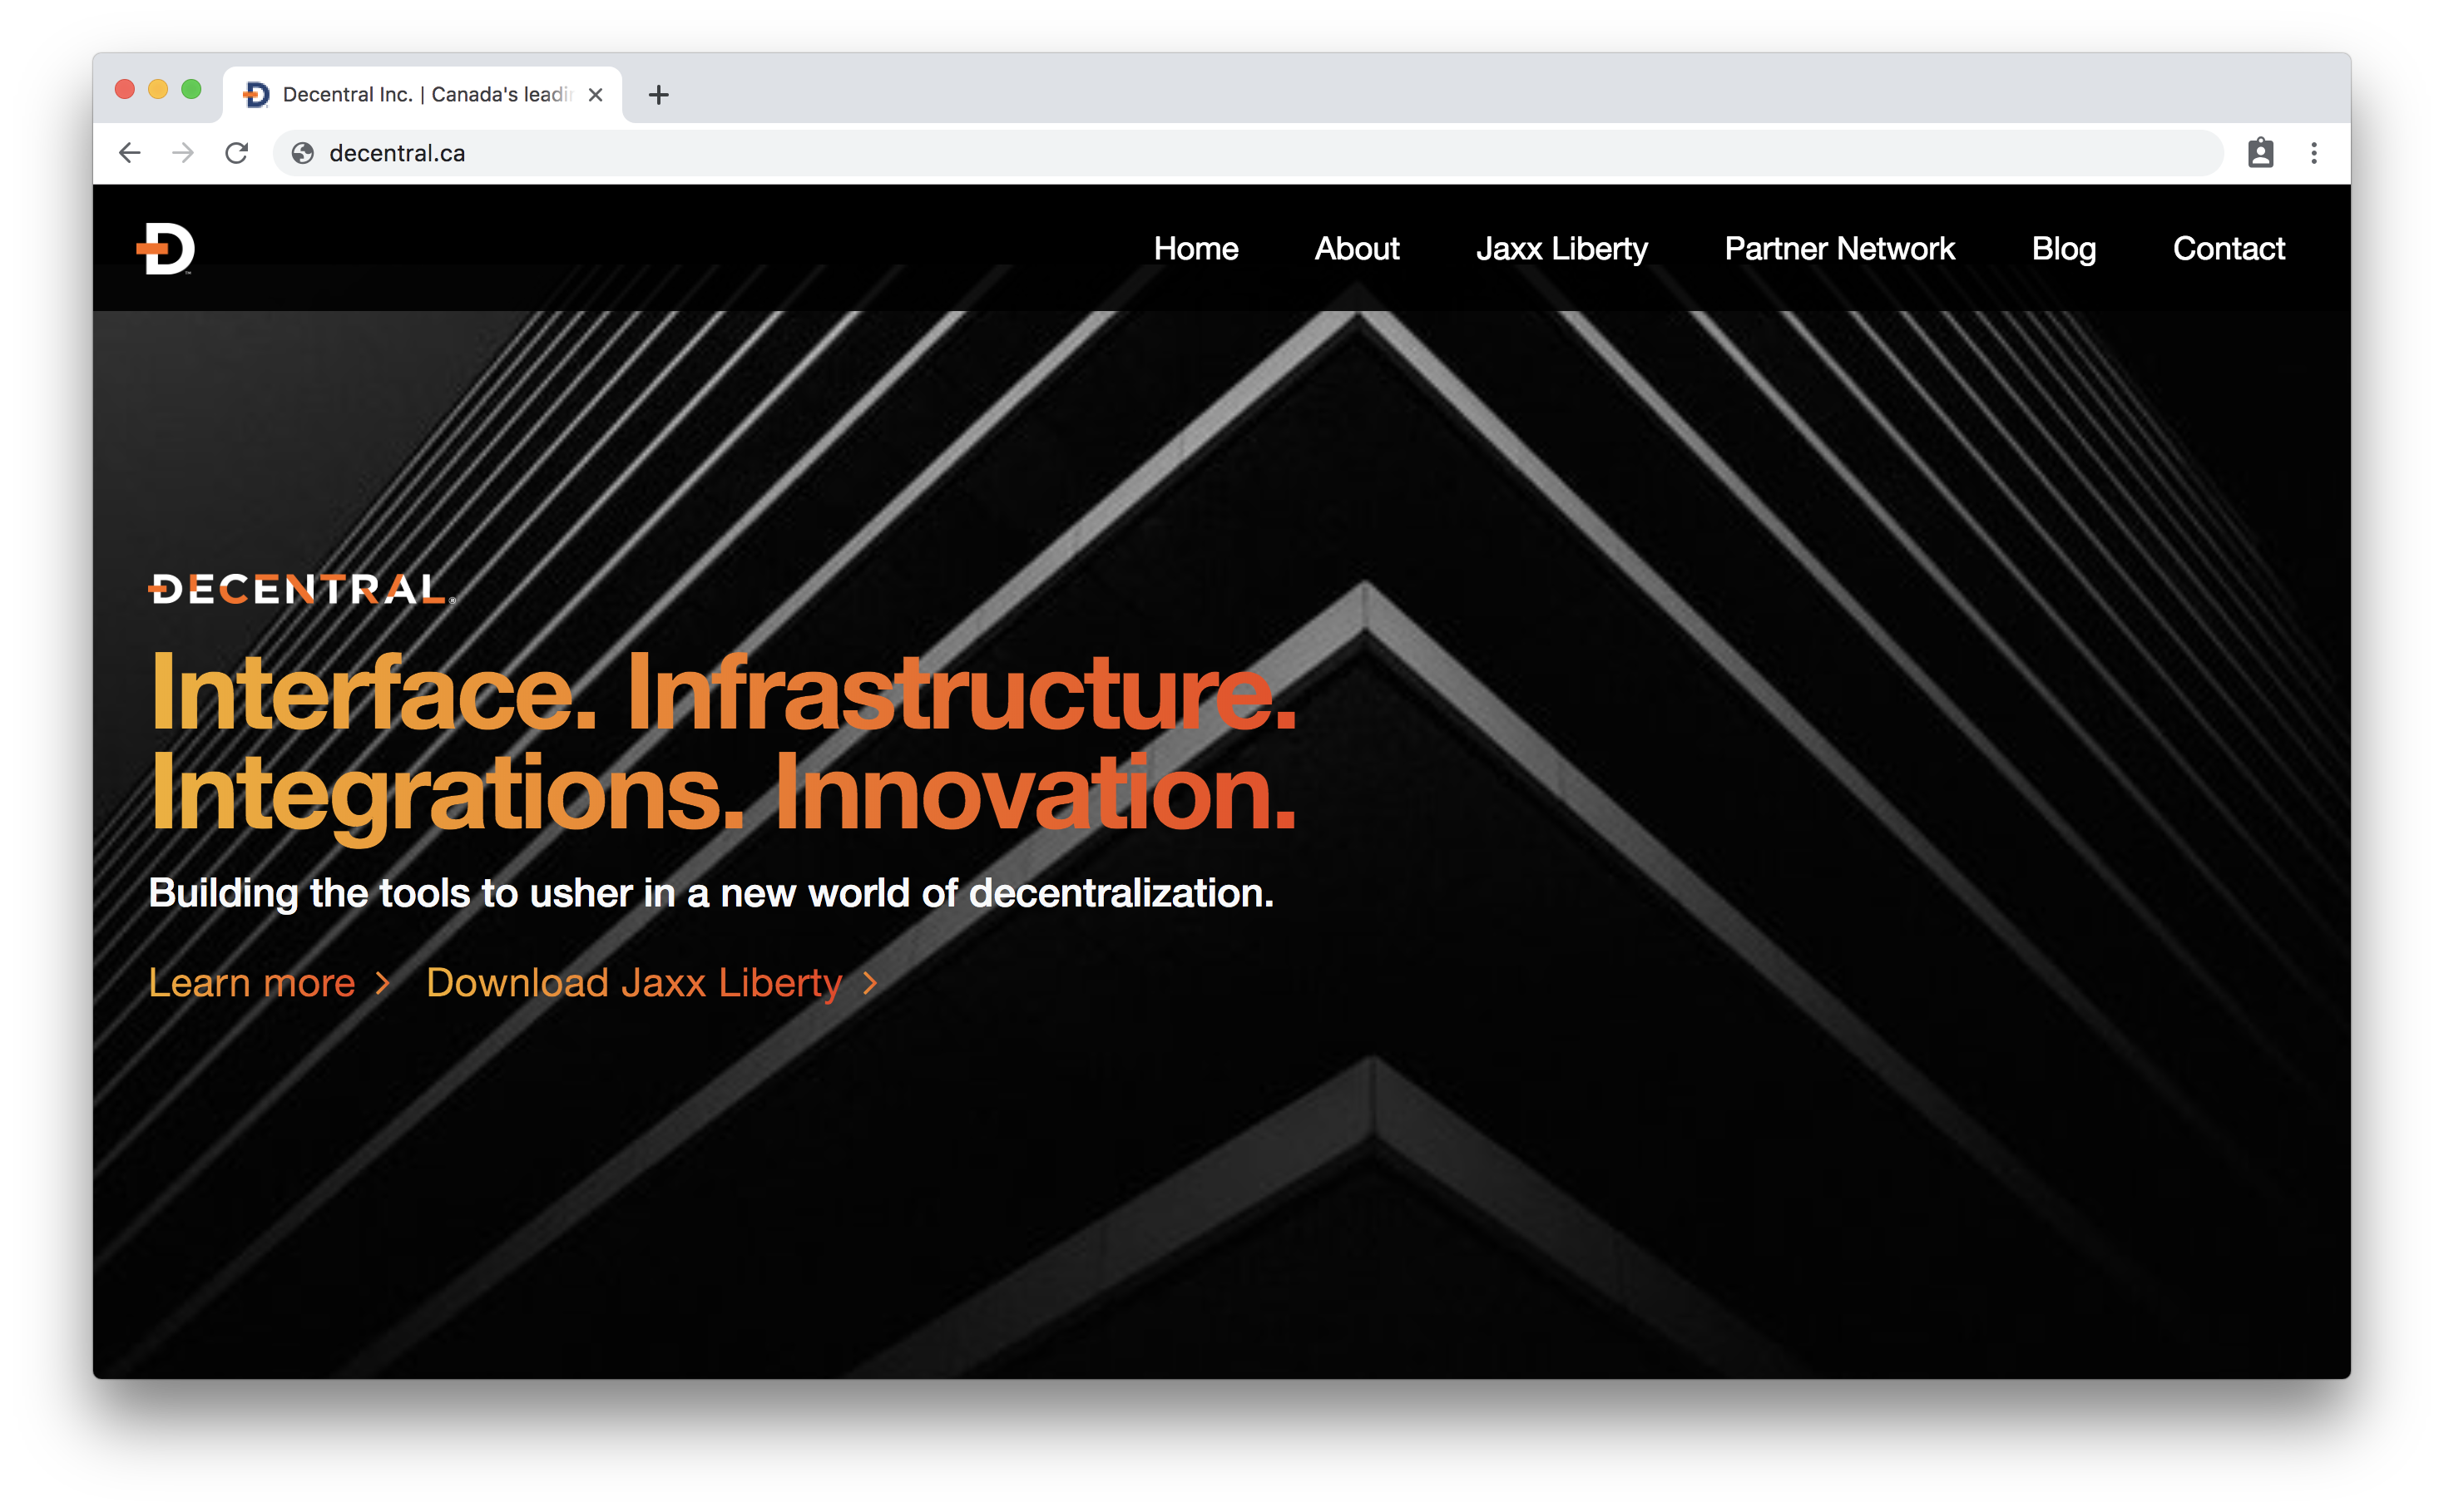 Decentral Inc. | Canada's leadi
decentral.ca
Home About Jaxx Liberty Partner Network Blog Contact
DECENTRAL®
Interface. Infrastructure.
Integrations. Innovation.
Building the tools to usher in a new world of decentralization.
Learn more > Download Jaxx Liberty >